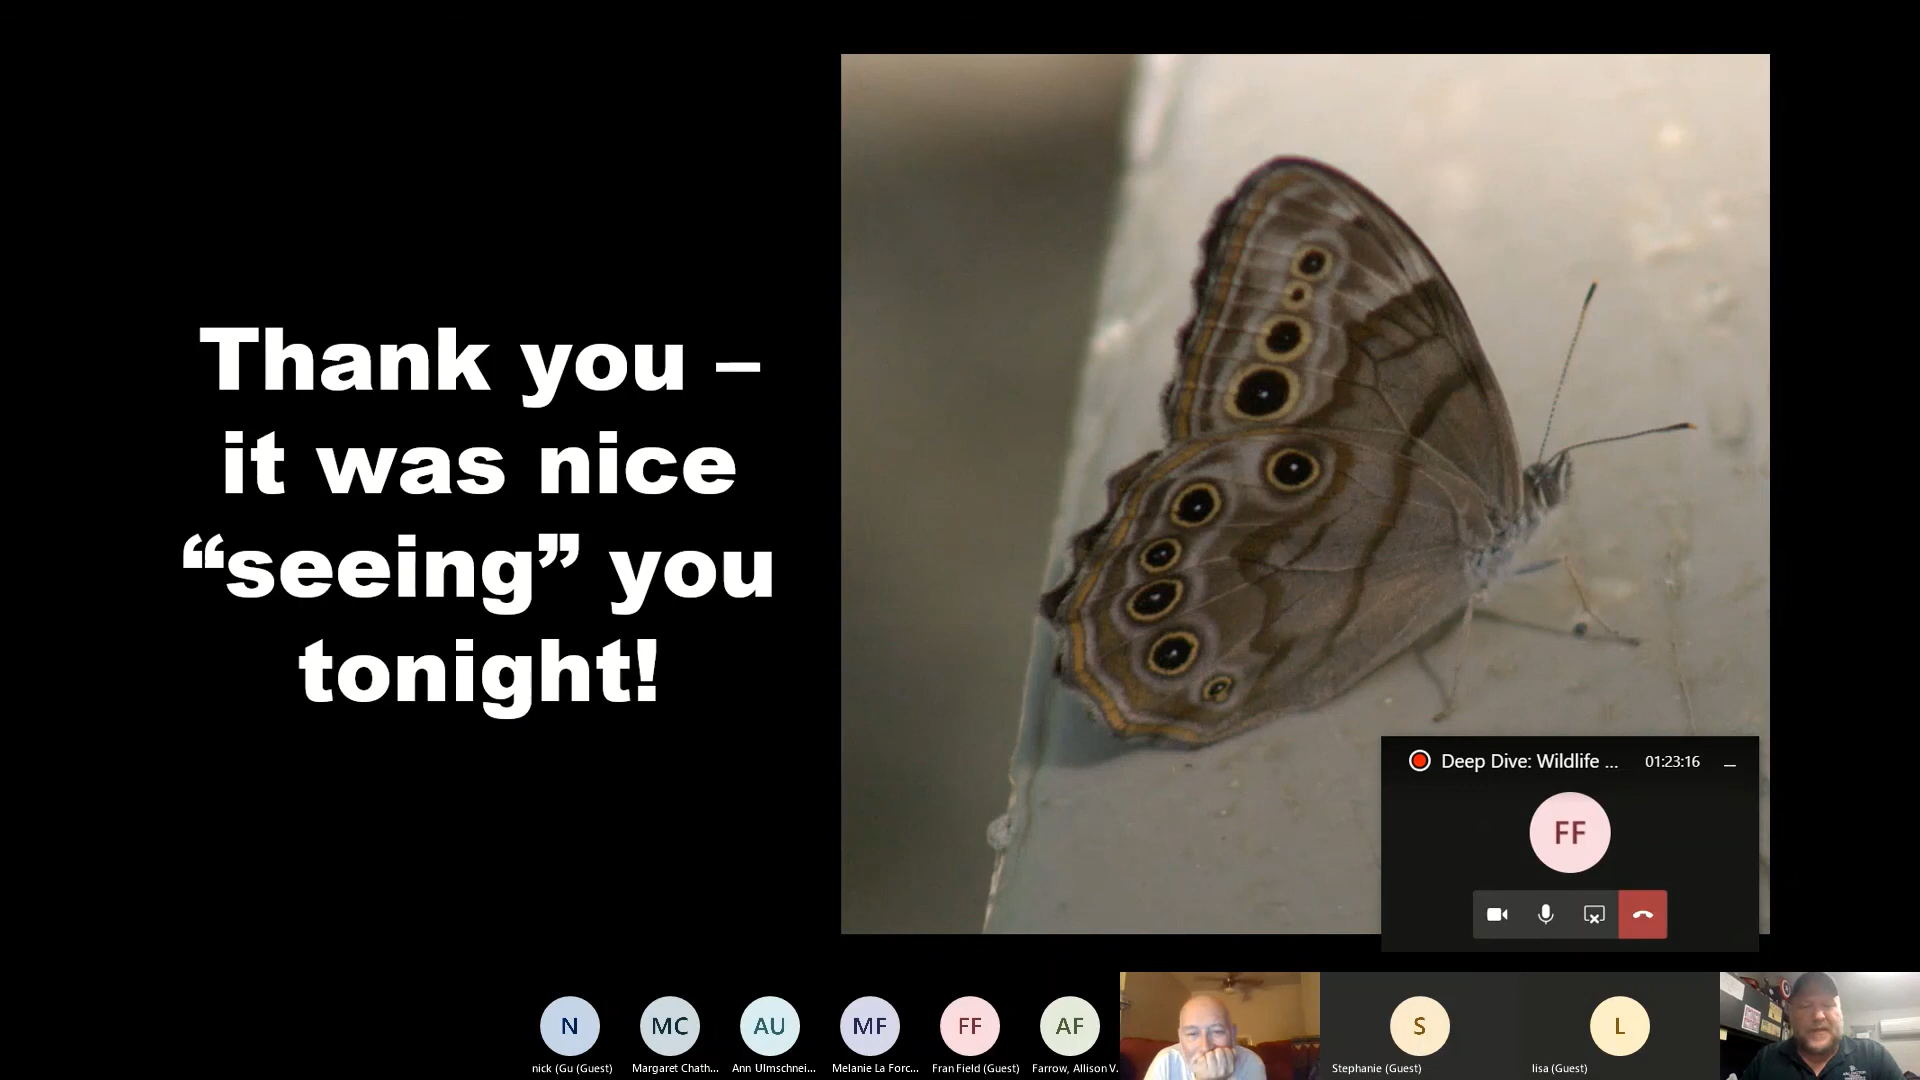 Thank you –
it was nice
“seeing” you
tonight!
Deep Dive: Wildlife ... 01:23:16
FF
N
MC
AU
MF
FF
AF
S
L
nick (Gu (Guest)
Margaret Chath...
Ann Ulmschnei...
Melanie La Forc...
Fran Field (Guest)
Farrow, Allison V.
Stephanie (Guest)
lisa (Guest)